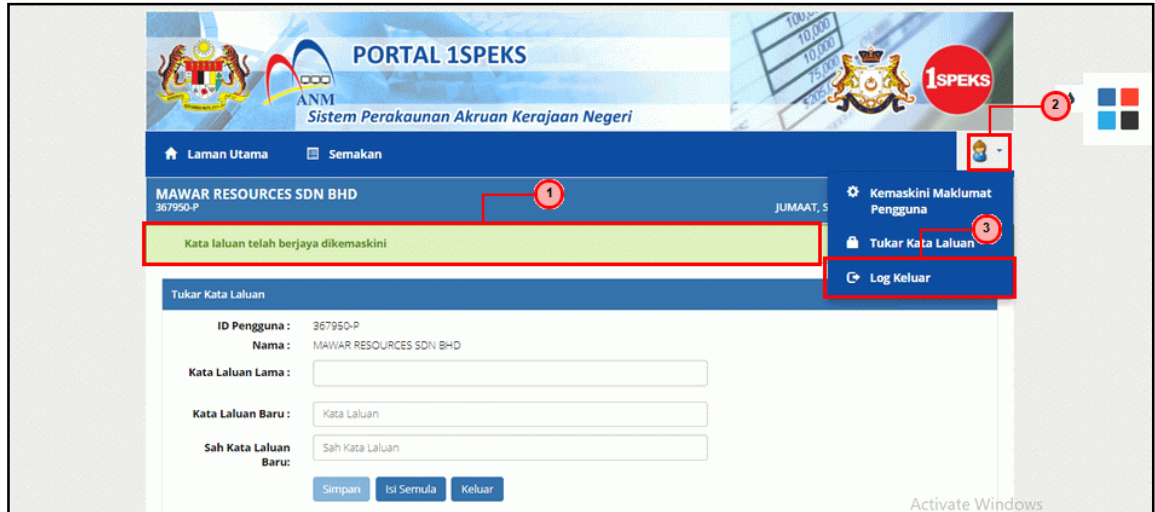 PORTAL 1SPEKS
ANM
Sistem Perakaunan Akruan Kerajaan Negeri
1SPEKS
2
Laman Utama Semakan
MAWAR RESOURCES SDN BHD
367950-P
JUMAAT, S
1
Kemaskini Maklumat
Pengguna
Kata laluan telah berjaya dikemaskini
3
Tukar Kata Laluan
Log Keluar
Tukar Kata Laluan
ID Pengguna : 367950-P
Nama : MAWAR RESOURCES SDN BHD
Kata Laluan Lama :
Kata Laluan Baru : Kata Laluan
Sah Kata Laluan
Baru: Sah Kata Laluan
Simpan Isi Semula Keluar
Activate Windows